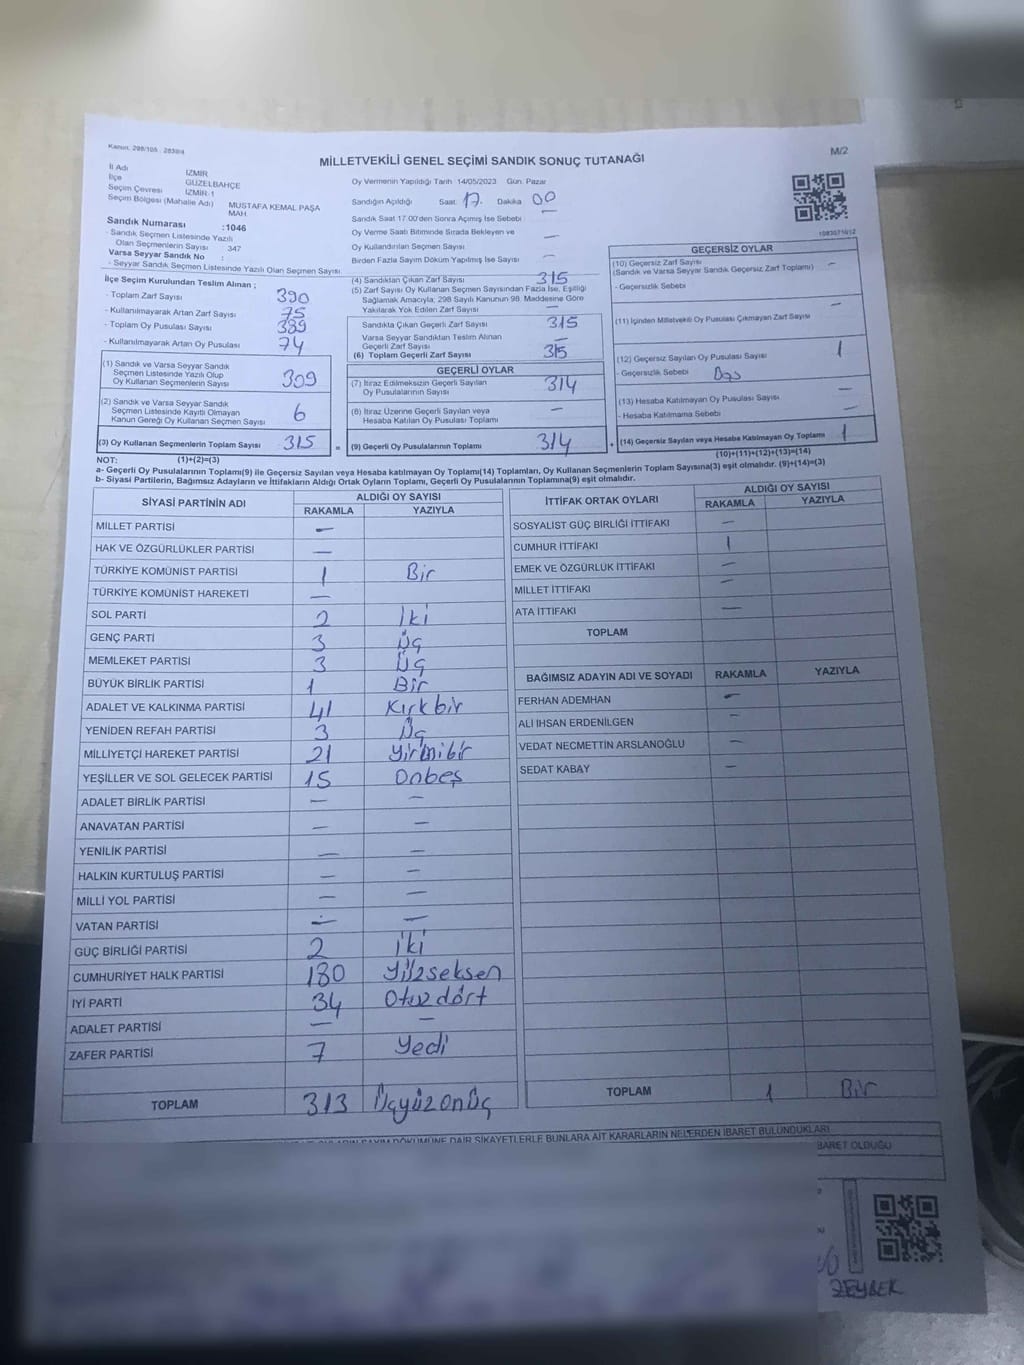 Kanun: 298/105 , 2839/4
M/2
MİLLETVEKİLİ GENEL SEÇİMİ SANDIK SONUÇ TUTANAĞI
İl Adı İZMİR
İlçe GÜZELBAHÇE
Seçim Çevresi İZMİR 1
Seçim Bölgesi (Mahalle Adı) MUSTAFA KEMAL PAŞA MAH.
Sandık Numarası :1046
- Sandık Seçmen Listesinde Yazılı
Olan Seçmenlerin Sayısı 347
Varsa Seyyar Sandık No :
- Seyyar Sandık Seçmen Listesinde Yazılı Olan Seçmen Sayısı
İlçe Seçim Kurulundan Teslim Alınan ;
- Toplam Zarf Sayısı 390
- Kullanılmayarak Artan Zarf Sayısı 75
- Toplam Oy Pusulası Sayısı 389
- Kullanılmayarak Artan Oy Pusulası 74
(1) Sandık ve Varsa Seyyar Sandık
Seçmen Listesinde Yazılı Olup
Oy Kullanan Seçmenlerin Sayısı 309
(2) Sandık ve Varsa Seyyar Sandık
Seçmen Listesinde Kayıtlı Olmayan
Kanun Gereği Oy Kullanan Seçmen Sayısı 6
(3) Oy Kullanan Seçmenlerin Toplam Sayısı 315 =
Oy Vermenin Yapıldığı Tarih 14/05/2023 Gün: Pazar
Sandığın Açıldığı Saat: 17. Dakika 00
Sandık Saat 17.00'den Sonra Açımış İse Sebebi —
Oy Verme Saati Bitiminde Sırada Bekleyen ve
Oy Kullandırılan Seçmen Sayısı —
Birden Fazla Sayım Döküm Yapılmış İse Sayısı —
(4) Sandıktan Çıkan Zarf Sayısı 315
(5) Zarf Sayısı Oy Kullanan Seçmen Sayısından Fazla İse, Eşitliği
Sağlamak Amacıyla, 298 Sayılı Kanunun 98. Maddesine Göre
Yakılarak Yok Edilen Zarf Sayısı —
Sandıkta Çıkan Geçerli Zarf Sayısı 315
Varsa Seyyar Sandıktan Teslim Alınan
Geçerli Zarf Sayısı —
(6) Toplam Geçerli Zarf Sayısı 315
GEÇERLİ OYLAR
(7) İtiraz Edilmeksizin Geçerli Sayılan
Oy Pusulalarının Sayısı 314
(8) İtiraz Üzerine Geçerli Sayılan veya
Hesaba Katılan Oy Pusulası Toplamı —
(9) Geçerli Oy Pusulalarının Toplamı 314 +
10830716/12
GEÇERSİZ OYLAR
(10) Geçersiz Zarf Sayısı —
(Sandık ve Varsa Seyyar Sandık Geçersiz Zarf Toplamı)
- Geçersizlik Sebebi
(11) İçinden Milletvekili Oy Pusulası Çıkmayan Zarf Sayısı —
(12) Geçersiz Sayılan Oy Pusulası Sayısı 1
- Geçersizlik Sebebi Boş
(13) Hesaba Katılmayan Oy Pusulası Sayısı —
- Hesaba Katılmama Sebebi —
(14) Geçersiz Sayılan veya Hesaba Katılmayan Oy Toplamı 1
NOT: (1)+(2)=(3)
(10)+(11)+(12)+(13)=(14)
a- Geçerli Oy Pusulalarının Toplamı(9) ile Geçersiz Sayılan veya Hesaba katılmayan Oy Toplamı(14) Toplamları, Oy Kullanan Seçmenlerin Toplam Sayısına(3) eşit olmalıdır. (9)+(14)=(3)
b- Siyasi Partilerin, Bağımsız Adayların ve İttifakların Aldığı Ortak Oyların Toplamı, Geçerli Oy Pusulalarının Toplamına(9) eşit olmalıdır.
SİYASİ PARTİNİN ADI ALDIĞI OY SAYISI
RAKAMLA YAZIYLA
MİLLET PARTİSİ —
HAK VE ÖZGÜRLÜKLER PARTİSİ —
TÜRKİYE KOMÜNİST PARTİSİ 1 Bir
TÜRKİYE KOMÜNİST HAREKETİ —
SOL PARTİ 2 İki
GENÇ PARTİ 3 Üç
MEMLEKET PARTİSİ 3 Üç
BÜYÜK BİRLİK PARTİSİ 1 Bir
ADALET VE KALKINMA PARTİSİ 41 Kırkbir
YENİDEN REFAH PARTİSİ 3 Üç
MİLLİYETÇİ HAREKET PARTİSİ 21 Yirmibir
YEŞİLLER VE SOL GELECEK PARTİSİ 15 Onbeş
ADALET BİRLİK PARTİSİ — —
ANAVATAN PARTİSİ — —
YENİLİK PARTİSİ — —
HALKIN KURTULUŞ PARTİSİ — —
MİLLİ YOL PARTİSİ — —
VATAN PARTİSİ — —
GÜÇ BİRLİĞİ PARTİSİ 2 iki
CUMHURİYET HALK PARTİSİ 180 Yüzseksen
İYİ PARTİ 34 Otuzdört
ADALET PARTİSİ — —
ZAFER PARTİSİ 7 Yedi
TOPLAM 313 Üçyüzonüç
İTTİFAK ORTAK OYLARI ALDIĞI OY SAYISI
RAKAMLA YAZIYLA
SOSYALİST GÜÇ BİRLİĞİ İTTİFAKI —
CUMHUR İTTİFAKI 1
EMEK VE ÖZGÜRLÜK İTTİFAKI —
MİLLET İTTİFAKI —
ATA İTTİFAKI —
TOPLAM
BAĞIMSIZ ADAYIN ADI VE SOYADI RAKAMLA YAZIYLA
FERHAN ADEMHAN —
ALİ İHSAN ERDENİLGEN —
VEDAT NECMETTİN ARSLANOĞLU —
SEDAT KABAY —
TOPLAM 1 Bir
SAYIM DÖKÜMÜNE DAİR ŞİKAYETLERLE BUNLARA AİT KARARLARIN NELERDEN İBARET BULUNDUKLARI
BARET OLDUĞU
ZEYBEK